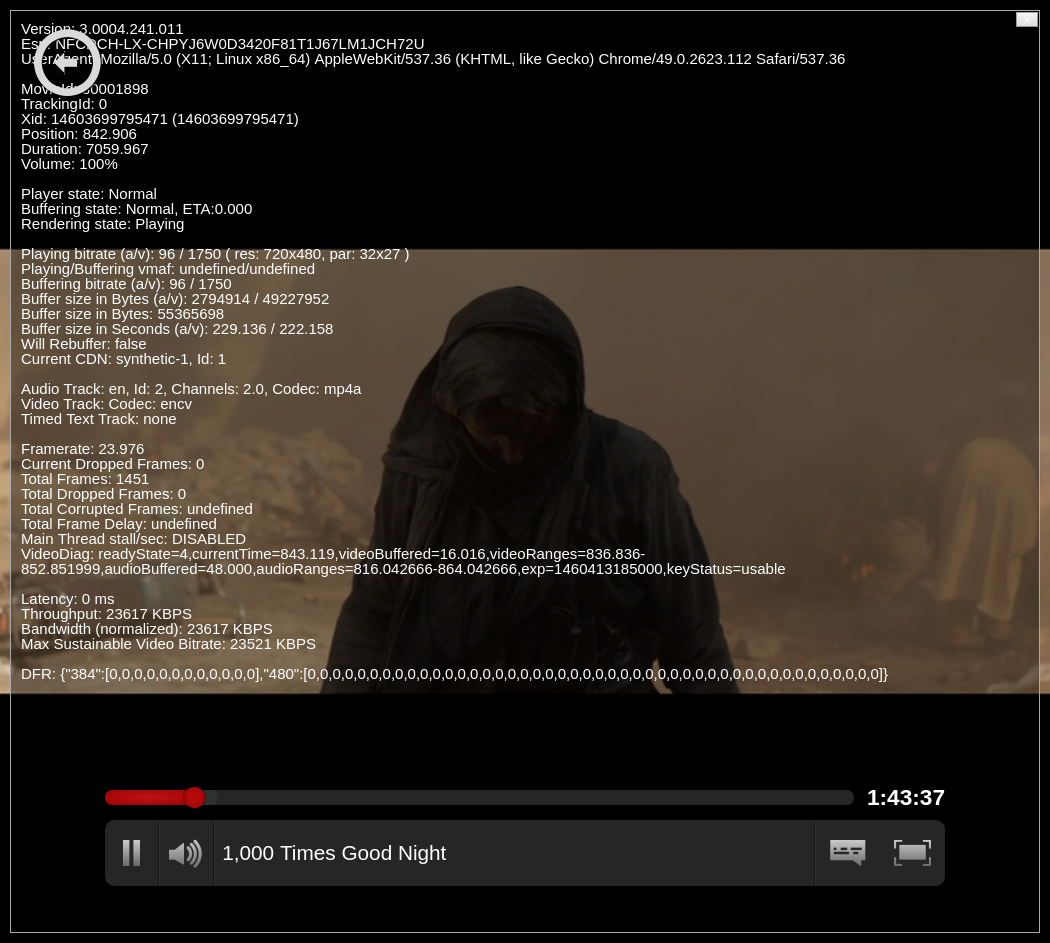 Version: 3.0004.241.011
Esn: NFCDCH-LX-CHPYJ6W0D3420F81T1J67LM1JCH72U
UserAgent: Mozilla/5.0 (X11; Linux x86_64) AppleWebKit/537.36 (KHTML, like Gecko) Chrome/49.0.2623.112 Safari/537.36
MovieId: 80001898
TrackingId: 0
Xid: 14603699795471 (14603699795471)
Position: 842.906
Duration: 7059.967
Volume: 100%
Player state: Normal
Buffering state: Normal, ETA:0.000
Rendering state: Playing
Playing bitrate (a/v): 96 / 1750 ( res: 720x480, par: 32x27 )
Playing/Buffering vmaf: undefined/undefined
Buffering bitrate (a/v): 96 / 1750
Buffer size in Bytes (a/v): 2794914 / 49227952
Buffer size in Bytes: 55365698
Buffer size in Seconds (a/v): 229.136 / 222.158
Will Rebuffer: false
Current CDN: synthetic-1, Id: 1
Audio Track: en, Id: 2, Channels: 2.0, Codec: mp4a
Video Track: Codec: encv
Timed Text Track: none
Framerate: 23.976
Current Dropped Frames: 0
Total Frames: 1451
Total Dropped Frames: 0
Total Corrupted Frames: undefined
Total Frame Delay: undefined
Main Thread stall/sec: DISABLED
VideoDiag: readyState=4,currentTime=843.119,videoBuffered=16.016,videoRanges=836.836-
852.851999,audioBuffered=48.000,audioRanges=816.042666-864.042666,exp=1460413185000,keyStatus=usable
Latency: 0 ms
Throughput: 23617 KBPS
Bandwidth (normalized): 23617 KBPS
Max Sustainable Video Bitrate: 23521 KBPS
DFR: {"384":[0,0,0,0,0,0,0,0,0,0,0,0],"480":[0,0,0,0,0,0,0,0,0,0,0,0,0,0,0,0,0,0,0,0,0,0,0,0,0,0,0,0,0,0,0,0,0,0,0,0,0,0,0,0,0,0,0,0,0,0]}
1:43:37
1,000 Times Good Night